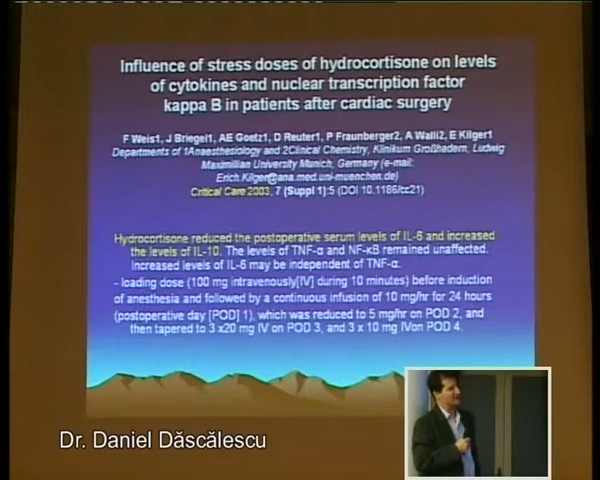 Influence of stress doses of hydrocortisone on levels
of cytokines and nuclear transcription factor
kappa B in patients after cardiac surgery
F Weis1, J Briegel1, AE Goetz1, D Reuter1, P Fraunberger2, A Walli2, E Kilger1
Departments of 1Anaesthesiology and 2Clinical Chemistry, Klinikum Großhadern, Ludwig
Maximilian University Munich, Germany (e-mail:
Erich.Kilger@ana.med.uni-muenchen.de)
Critical Care 2003, 7 (Suppl 1):5 (DOI 10.1186/cc21)
Hydrocortisone reduced the postoperative serum levels of IL-6 and increased
the levels of IL-10. The levels of TNF-α and NF-κB remained unaffected.
Increased levels of IL-6 may be independent of TNF-α.
- loading dose (100 mg intravenously[IV] during 10 minutes) before induction
of anesthesia and followed by a continuous infusion of 10 mg/hr for 24 hours
(postoperative day [POD] 1), which was reduced to 5 mg/hr on POD 2, and
then tapered to 3 x20 mg IV on POD 3, and 3 x 10 mg IVon POD 4.
Dr. Daniel Dăscălescu